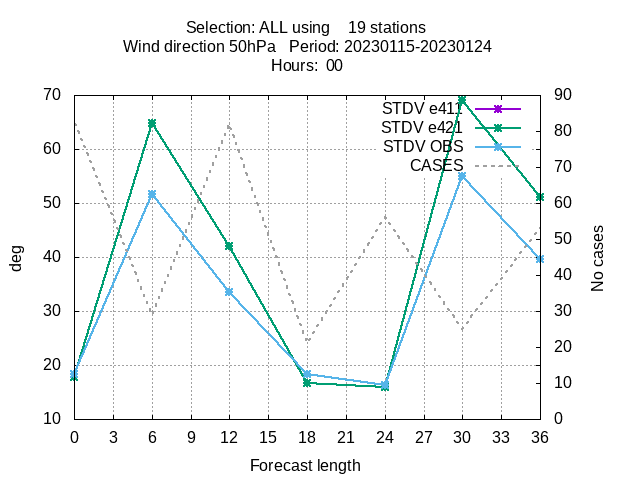 Selection: ALL using    19 stations
Wind direction 50hPa   Period: 20230115-20230124
Hours:  00
70
60
50
40
30
20
10
deg
STDV e411
STDV e421
STDV OBS
CASES
90
80
70
60
50
40
30
20
10
0
No cases
0 3 6 9 12 15 18 21 24 27 30 33 36
Forecast length